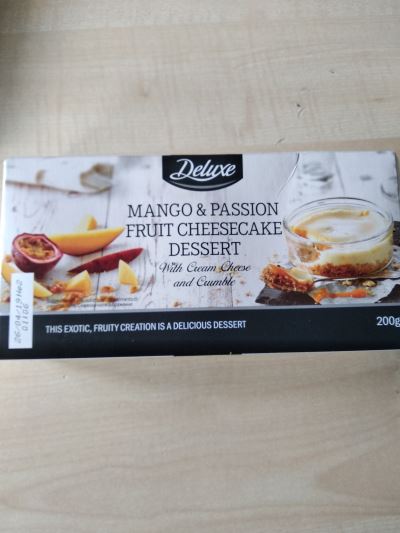 Deluxe
MANGO & PASSION
FRUIT CHEESECAKE
DESSERT
With Cream Cheese
and Crumble
THIS EXOTIC, FRUITY CREATION IS A DELICIOUS DESSERT
200g